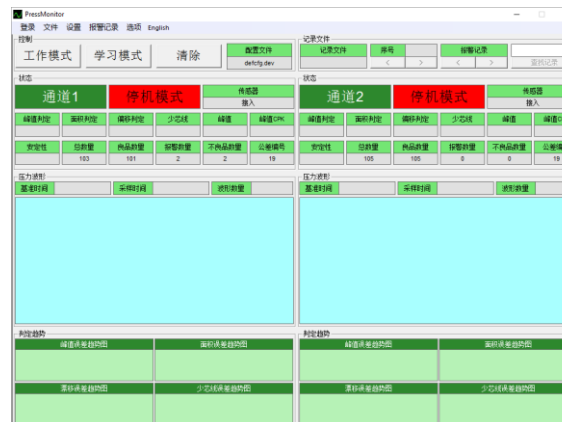 PressMonitor
登录 文件 设置 报警记录 选项 English
控制
工作模式 学习模式 清除 配置文件
defcfg.dev
记录文件
记录文件 序号 报警记录
< > < > 查找记录
状态
通道1 停机模式 传感器
接入
峰值判定 面积判定 偏移判定 少芯线 峰值 峰值CPK
安定性 总数量 良品数量 报警数量 不良品数量 公差编号
103 101 2 2 19
状态
通道2 停机模式 传感器
接入
峰值判定 面积判定 偏移判定 少芯线 峰值 峰值C
安定性 总数量 良品数量 报警数量 不良品数量 公差编
105 105 0 0 19
压力波形
基准时间 采样时间 波形数量
压力波形
基准时间 采样时间 波形数量
判定趋势
峰值误差趋势图 面积误差趋势图
漂移误差趋势图 少芯线误差趋势图
判定趋势
峰值误差趋势图 面积误差趋势图
漂移误差趋势图 少芯线误差趋势图